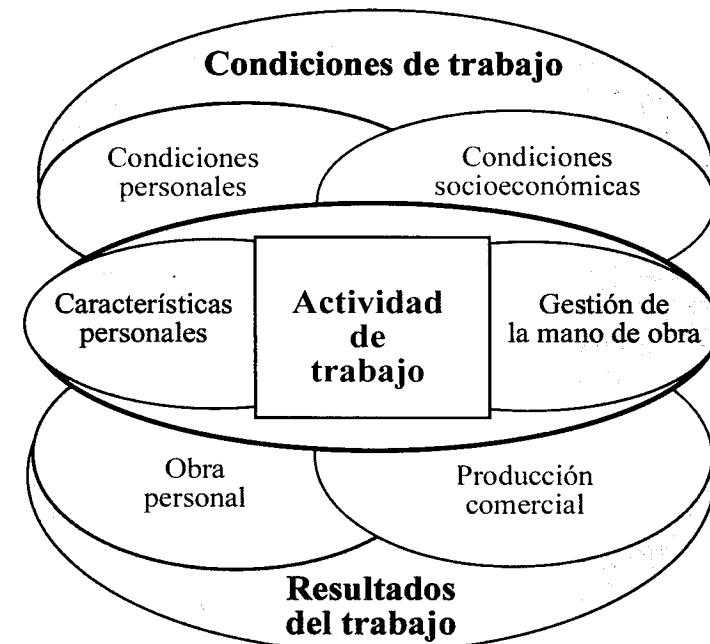 Condiciones de trabajo
Condiciones
personales
Condiciones
socioeconómicas
Características
personales
Actividad
de
trabajo
Gestión de
la mano de obra
Obra
personal
Producción
comercial
Resultados
del trabajo